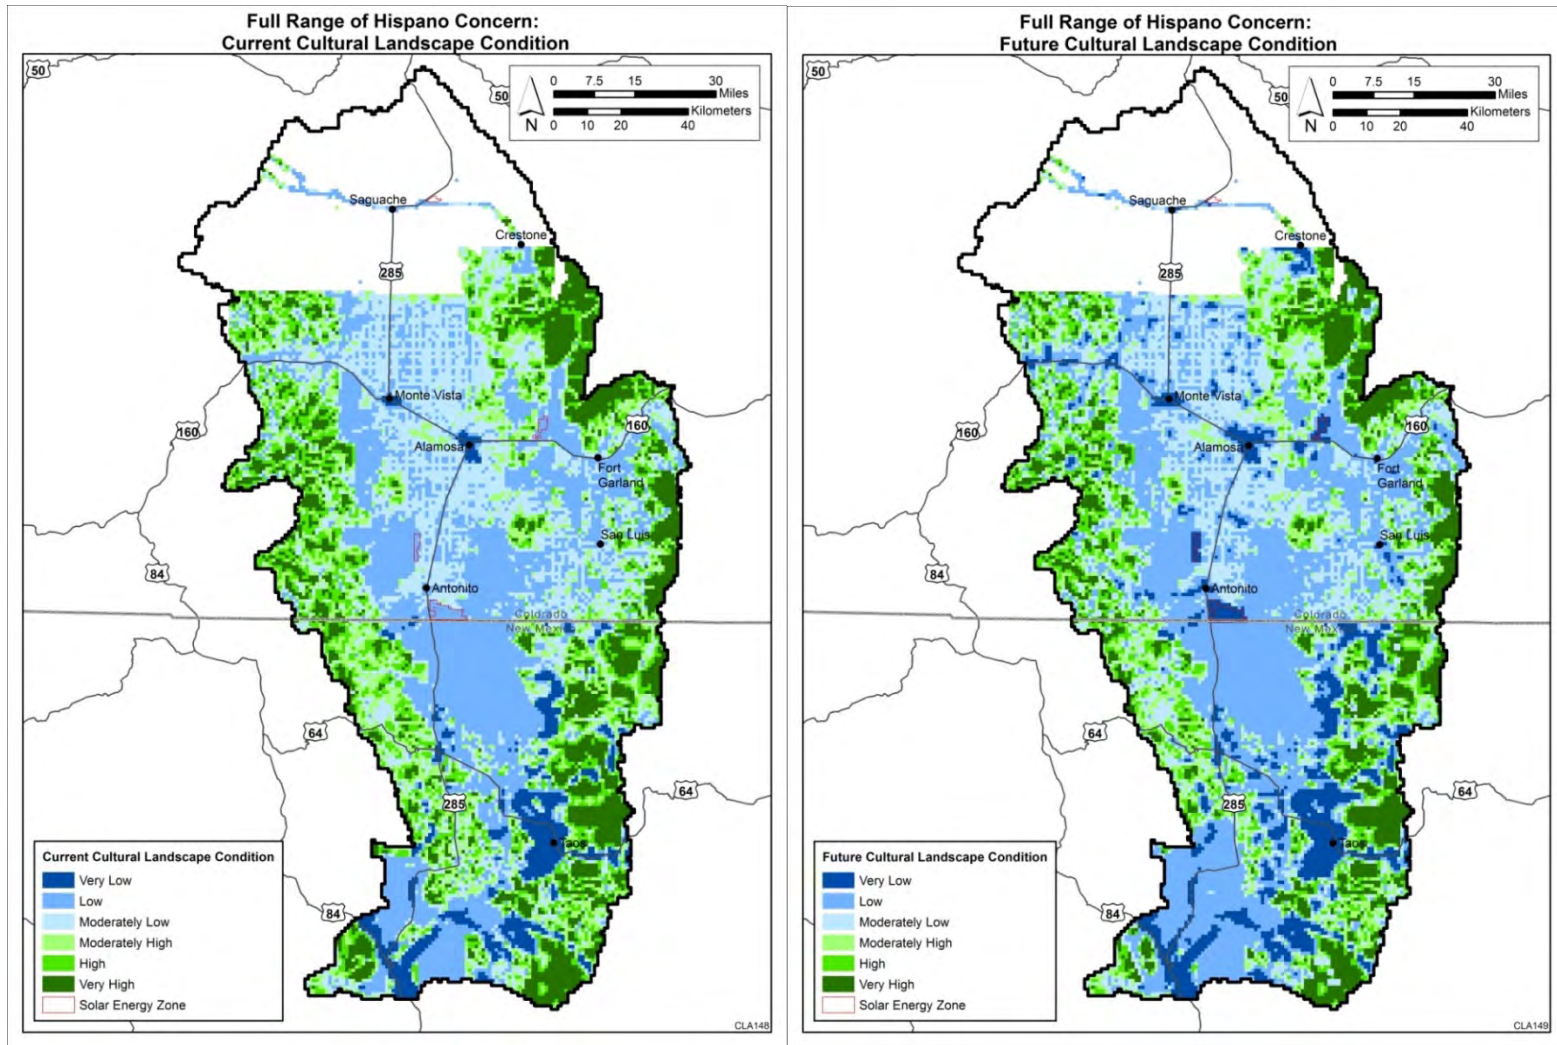 Full Range of Hispano Concern:
Current Cultural Landscape Condition
50
50
0 7.5 15 30
Miles
Kilometers
0 10 20 40
N
Saguache
Crestone
285
Monte Vista
160
160
Alamosa
Fort
Garland
San Luis
84
Antonito
Colorado
New Mexico
64
64
285
Taos
84
Current Cultural Landscape Condition
Very Low
Low
Moderately Low
Moderately High
High
Very High
Solar Energy Zone
CLA148
Full Range of Hispano Concern:
Future Cultural Landscape Condition
50
50
0 7.5 15 30
Miles
Kilometers
0 10 20 40
N
Saguache
Crestone
285
Monte Vista
160
160
Alamosa
Fort
Garland
San Luis
84
Antonito
Colorado
New Mexico
64
64
285
Taos
84
Future Cultural Landscape Condition
Very Low
Low
Moderately Low
Moderately High
High
Very High
Solar Energy Zone
CLA149